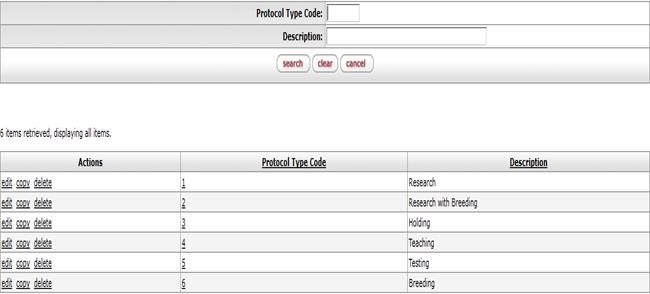 Protocol Type Code:
Description:
search clear cancel
6 items retrieved, displaying all items.
Actions Protocol Type Code Description
edit copy delete 1 Research
edit copy delete 2 Research with Breeding
edit copy delete 3 Holding
edit copy delete 4 Teaching
edit copy delete 5 Testing
edit copy delete 6 Breeding